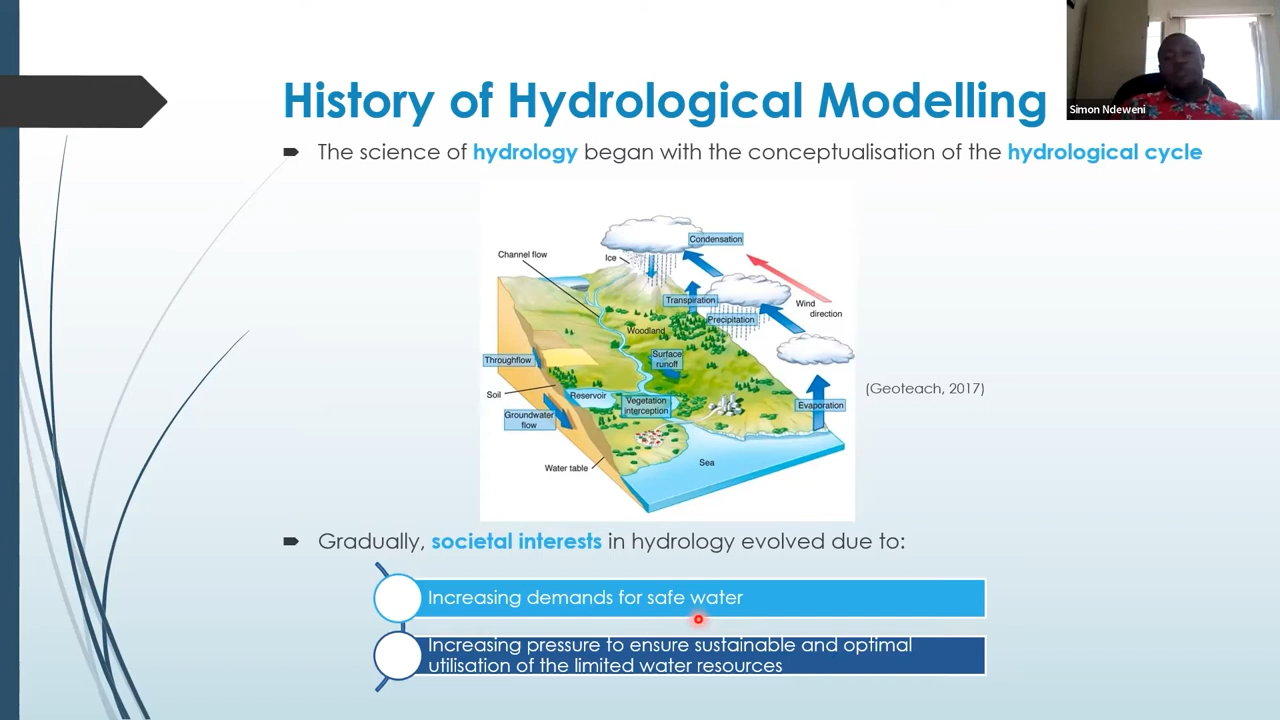 History of Hydrological Modelling
Simon Ndeweni
The science of hydrology began with the conceptualisation of the hydrological cycle
Condensation
Channel flow
Ice
Transpiration
Wind
direction
Precipitation
Woodland
Throughflow
Surface
runoff
Soil
Reservoir
Vegetation
interception
Evaporation
Groundwater
flow
Water table
Sea
(Geoteach, 2017)
Gradually, societal interests in hydrology evolved due to:
Increasing demands for safe water
Increasing pressure to ensure sustainable and optimal
utilisation of the limited water resources